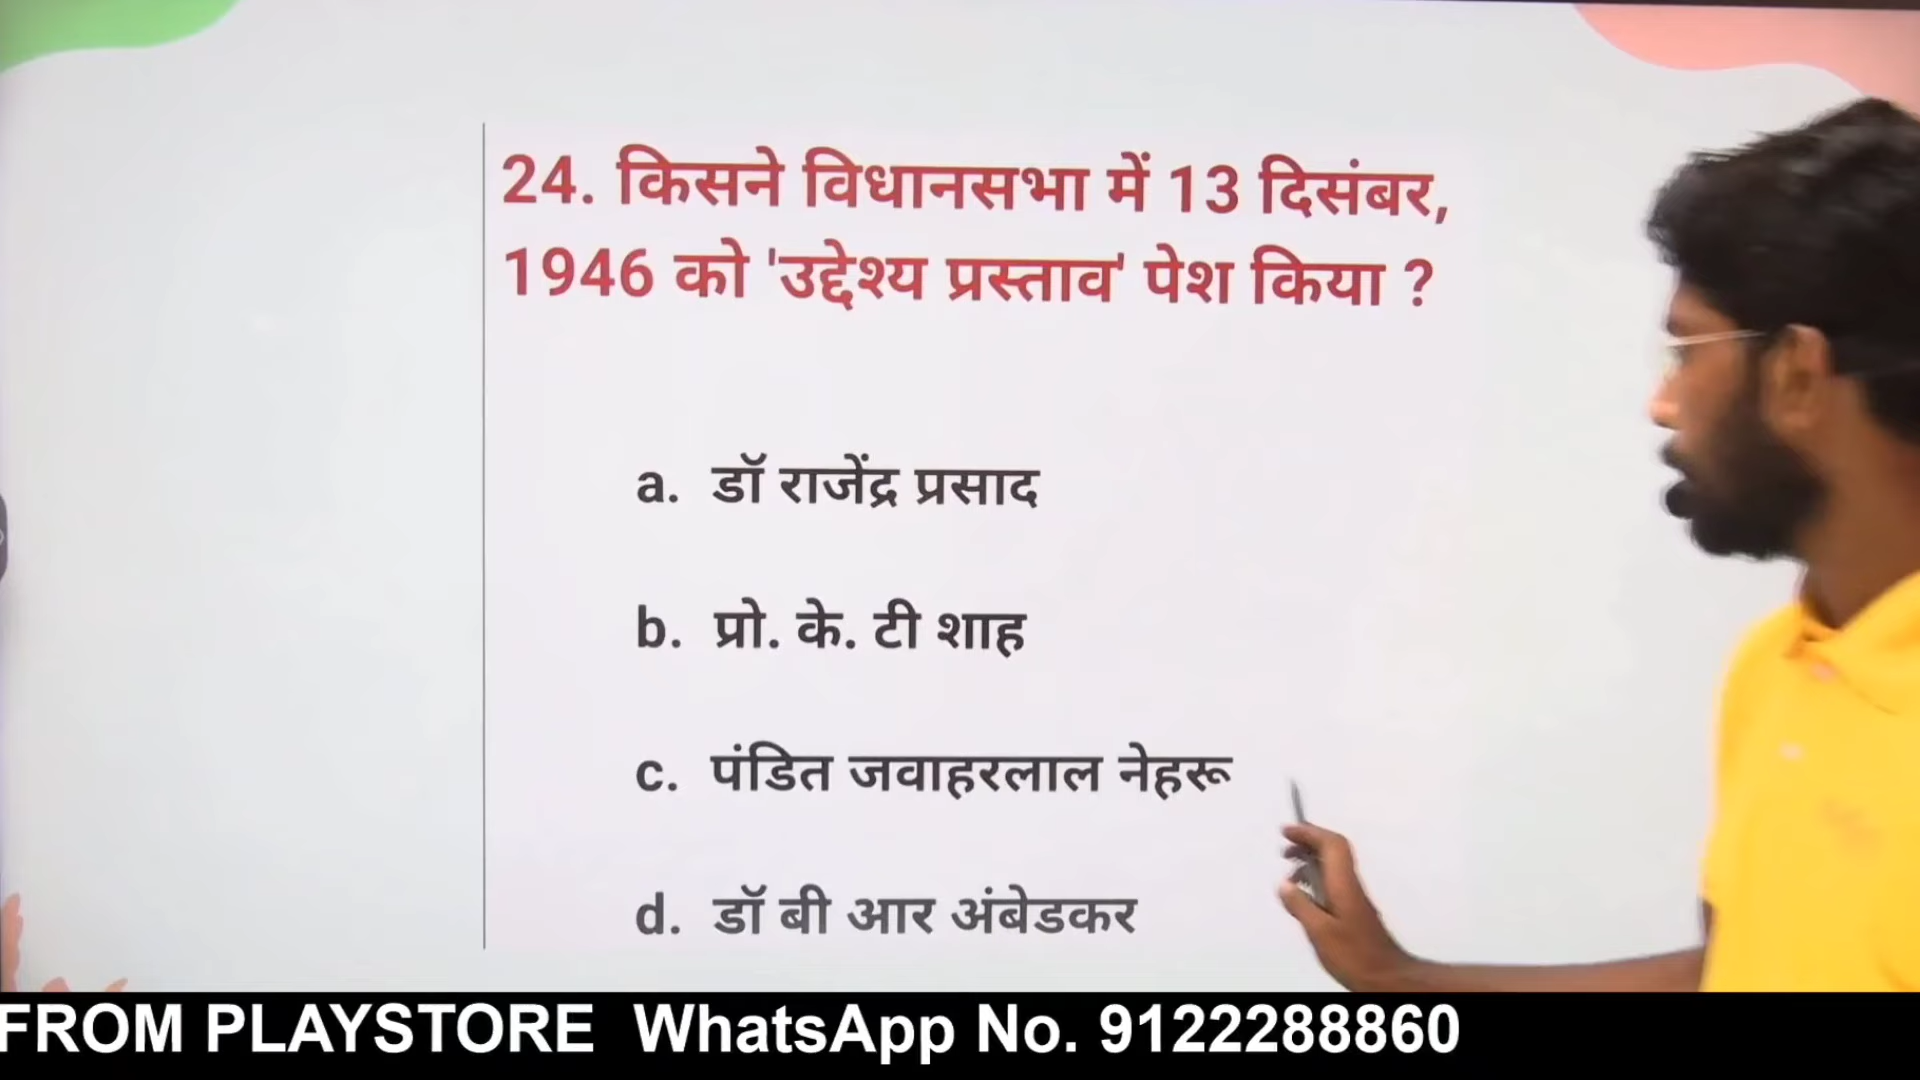 24. किसने विधानसभा में 13 दिसंबर,
1946 को 'उद्देश्य प्रस्ताव' पेश किया ?
a. डॉ राजेंद्र प्रसाद
b. प्रो. के. टी शाह
c. पंडित जवाहरलाल नेहरू
d. डॉ बी आर अंबेडकर
FROM PLAYSTORE WhatsApp No. 9122288860